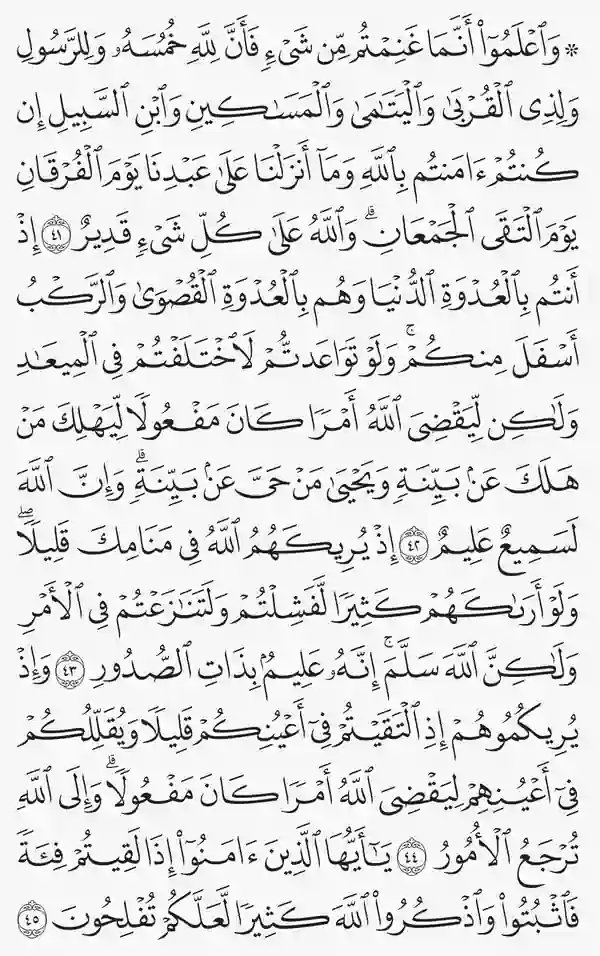 ۞ وَٱعۡلَمُوٓاْ أَنَّمَا غَنِمۡتُم مِّن شَيۡءٖ فَأَنَّ لِلَّهِ خُمُسَهُۥ وَلِلرَّسُولِ
وَلِذِي ٱلۡقُرۡبَىٰ وَٱلۡيَتَٰمَىٰ وَٱلۡمَسَٰكِينِ وَٱبۡنِ ٱلسَّبِيلِ إِن
كُنتُمۡ ءَامَنتُم بِٱللَّهِ وَمَآ أَنزَلۡنَا عَلَىٰ عَبۡدِنَا يَوۡمَ ٱلۡفُرۡقَانِ
يَوۡمَ ٱلۡتَقَى ٱلۡجَمۡعَانِۗ وَٱللَّهُ عَلَىٰ كُلِّ شَيۡءٖ قَدِيرٌ ٤١ إِذۡ
أَنتُم بِٱلۡعُدۡوَةِ ٱلدُّنۡيَا وَهُم بِٱلۡعُدۡوَةِ ٱلۡقُصۡوَىٰ وَٱلرَّكۡبُ
أَسۡفَلَ مِنكُمۡۚ وَلَوۡ تَوَاعَدتُّمۡ لَٱخۡتَلَفۡتُمۡ فِي ٱلۡمِيعَٰدِ
وَلَٰكِن لِّيَقۡضِيَ ٱللَّهُ أَمۡرٗا كَانَ مَفۡعُولٗا لِّيَهۡلِكَ مَنۡ
هَلَكَ عَنۢ بَيِّنَةٖ وَيَحۡيَىٰ مَنۡ حَيَّ عَنۢ بَيِّنَةٖۗ وَإِنَّ ٱللَّهَ
لَسَمِيعٌ عَلِيمٌ ٤٢ إِذۡ يُرِيكَهُمُ ٱللَّهُ فِي مَنَامِكَ قَلِيلٗاۖ
وَلَوۡ أَرَىٰكَهُمۡ كَثِيرٗا لَّفَشِلۡتُمۡ وَلَتَنَٰزَعۡتُمۡ فِي ٱلۡأَمۡرِ
وَلَٰكِنَّ ٱللَّهَ سَلَّمَۚ إِنَّهُۥ عَلِيمُۢ بِذَاتِ ٱلصُّدُورِ ٤٣ وَإِذۡ
يُرِيكُمُوهُمۡ إِذِ ٱلۡتَقَيۡتُمۡ فِيٓ أَعۡيُنِكُمۡ قَلِيلٗا وَيُقَلِّلُكُمۡ
فِيٓ أَعۡيُنِهِمۡ لِيَقۡضِيَ ٱللَّهُ أَمۡرٗا كَانَ مَفۡعُولٗاۗ وَإِلَى ٱللَّهِ
تُرۡجَعُ ٱلۡأُمُورُ ٤٤ يَٰٓأَيُّهَا ٱلَّذِينَ ءَامَنُوٓاْ إِذَا لَقِيتُمۡ فِئَةٗ
فَٱثۡبُتُواْ وَٱذۡكُرُواْ ٱللَّهَ كَثِيرٗا لَّعَلَّكُمۡ تُفۡلِحُونَ ٤٥